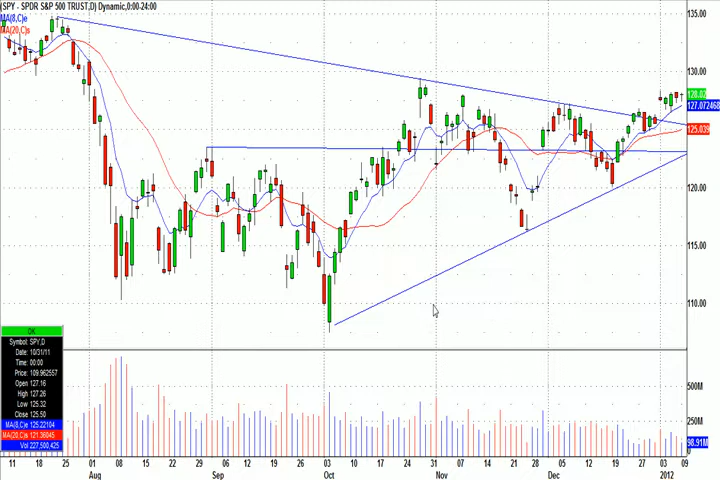 (SPY - SPDR S&P 500 TRUST,D) Dynamic,0:00-24:00
MA(8,C)e
MA(20,C)s
135.00
130.00
128.02
127.072468
125.039
120.00
115.00
110.00
OK
Symbol: SPY,D
Date: 10/31/11
Time: 00:00
Price: 109.962557
Open 127.16
High 127.26
Low 125.32
Close 125.50
MA(8,C)e 125.22104
MA(20,C)s 121.36045
Vol 227,500,425
500M
250M
98.91M
0
11 18 25 01 08 15 22 29 06 12 19 26 03 10 17 24 31 07 14 21 28 05 12 19 27 03 09
Aug Sep Oct Nov Dec 2012